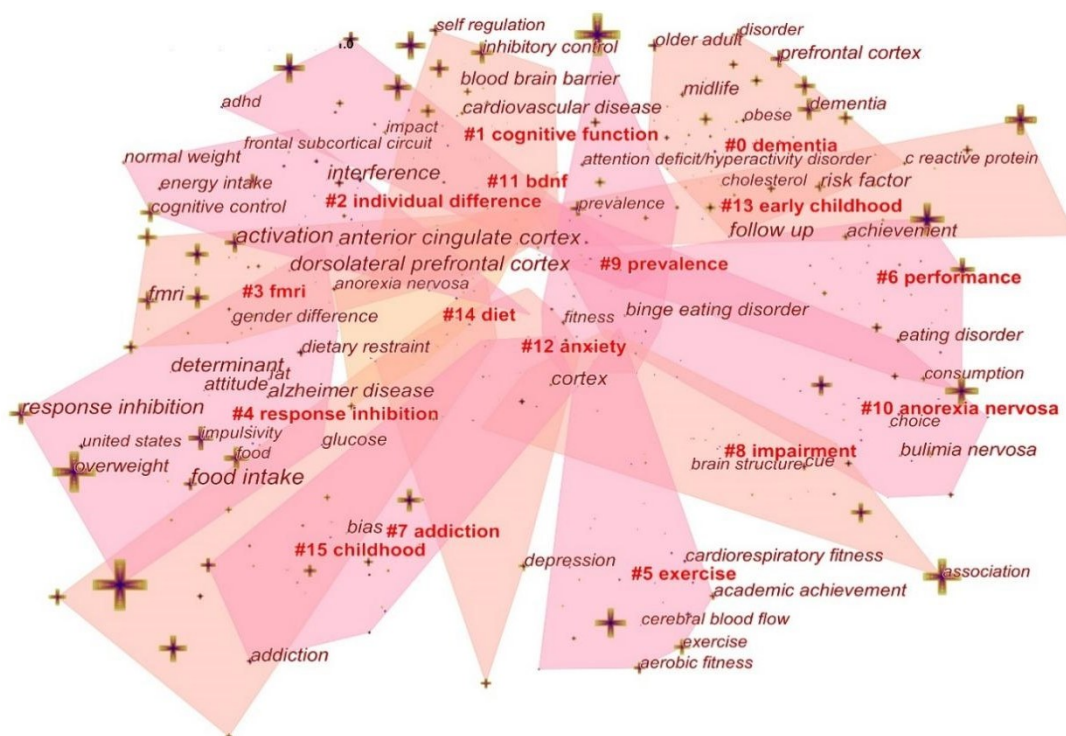 self regulation
disorder
older adult
inhibitory control
1.0
prefrontal cortex
blood brain barrier
midlife
adhd
cardiovascular disease
dementia
obese
impact
#1 cognitive function
frontal subcortical circuit
#0 dementia
normal weight
attention deficit/hyperactivity disorder
c reactive protein
interference
energy intake
#11 bdnf
cholesterol
risk factor
#2 individual difference
cognitive control
prevalence
#13 early childhood
activation
anterior cingulate cortex
follow up
achievement
dorsolateral prefrontal cortex
#9 prevalence
#6 performance
anorexia nervosa
fmri
#3 fmri
gender difference
#14 diet
fitness
binge eating disorder
eating disorder
dietary restraint
#12 anxiety
determinant
fat
attitude
cortex
consumption
alzheimer disease
response inhibition
#4 response inhibition
#10 anorexia nervosa
choice
united states
impulsivity
glucose
#8 impairment
bulimia nervosa
food
overweight
brain structure
cue
food intake
bias
#7 addiction
#15 childhood
depression
cardiorespiratory fitness
#5 exercise
association
academic achievement
cerebral blood flow
exercise
addiction
aerobic fitness